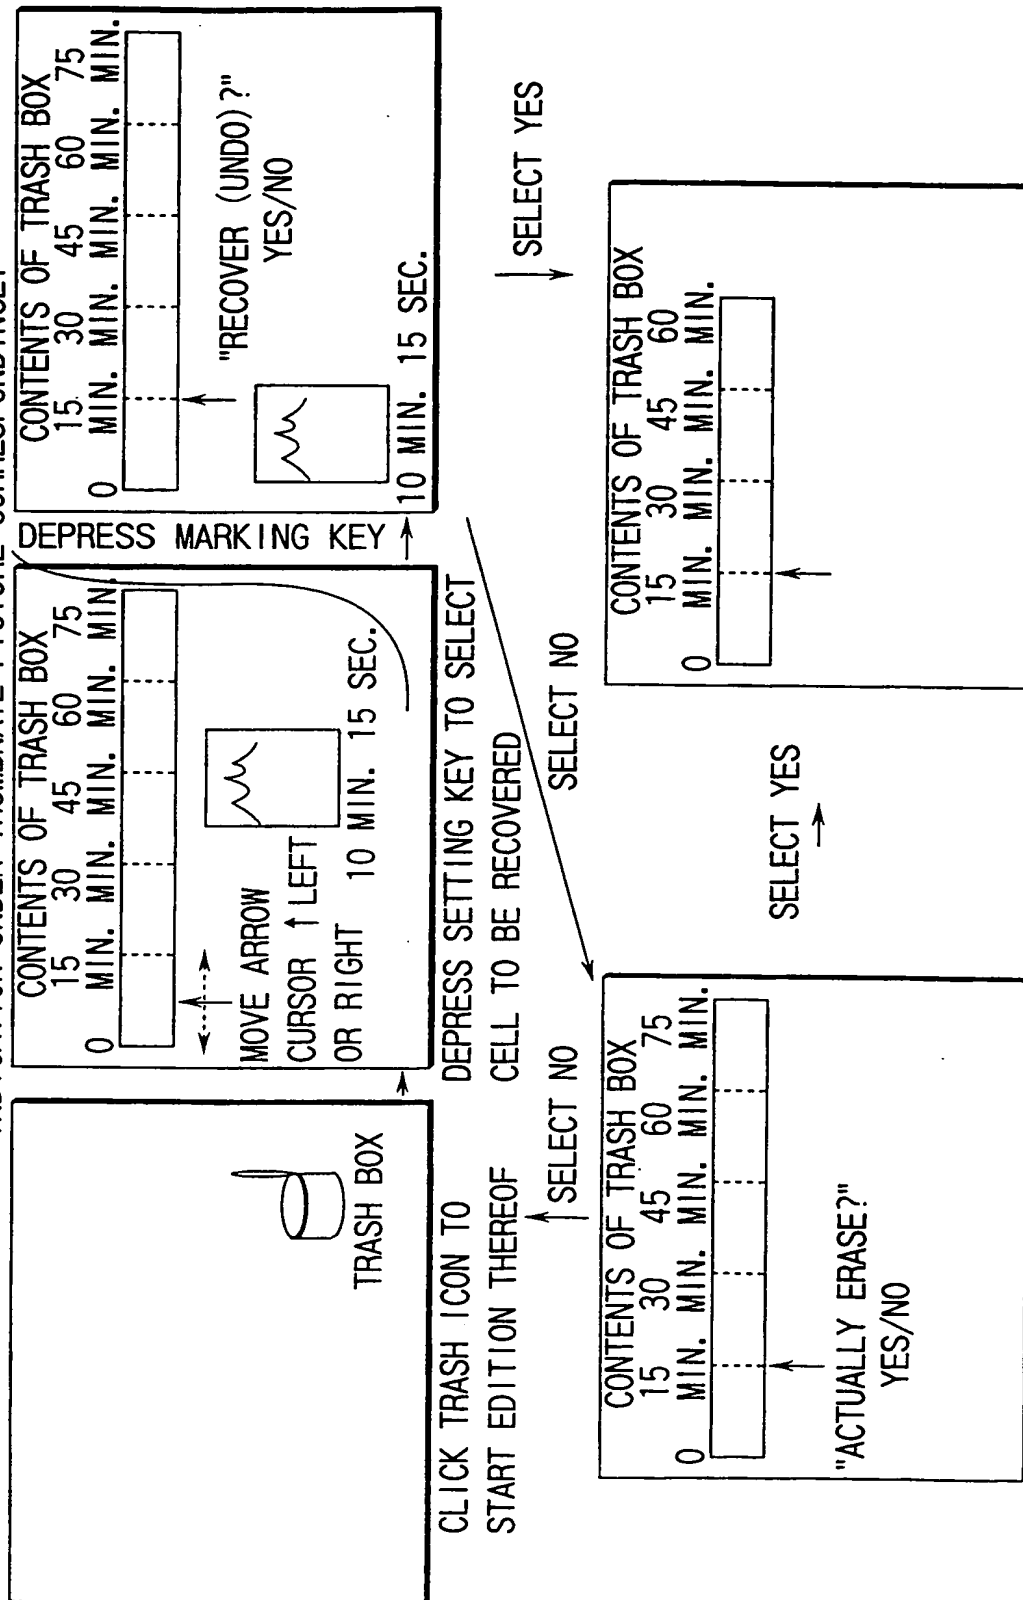 TRASH BOX
CLICK TRASH ICON TO
START EDITION THEREOF
CONTENTS OF TRASH BOX
0 15 30 45 60 75
MIN. MIN. MIN. MIN. MIN.
MOVE ARROW
CURSOR ↑ LEFT
OR RIGHT
10 MIN. 15 SEC.
DEPRESS SETTING KEY TO SELECT
CELL TO BE RECOVERED
DEPRESS MARKING KEY
CONTENTS OF TRASH BOX
0 15 30 45 60 75
MIN. MIN. MIN. MIN. MIN.
"RECOVER (UNDO)?"
YES/NO
10 MIN. 15 SEC.
SELECT NO
SELECT NO
SELECT YES
CONTENTS OF TRASH BOX
0 15 30 45 60 75
MIN. MIN. MIN. MIN. MIN.
"ACTUALLY ERASE?"
YES/NO
SELECT YES
CONTENTS OF TRASH BOX
0 15 30 45 60
MIN. MIN. MIN. MIN.